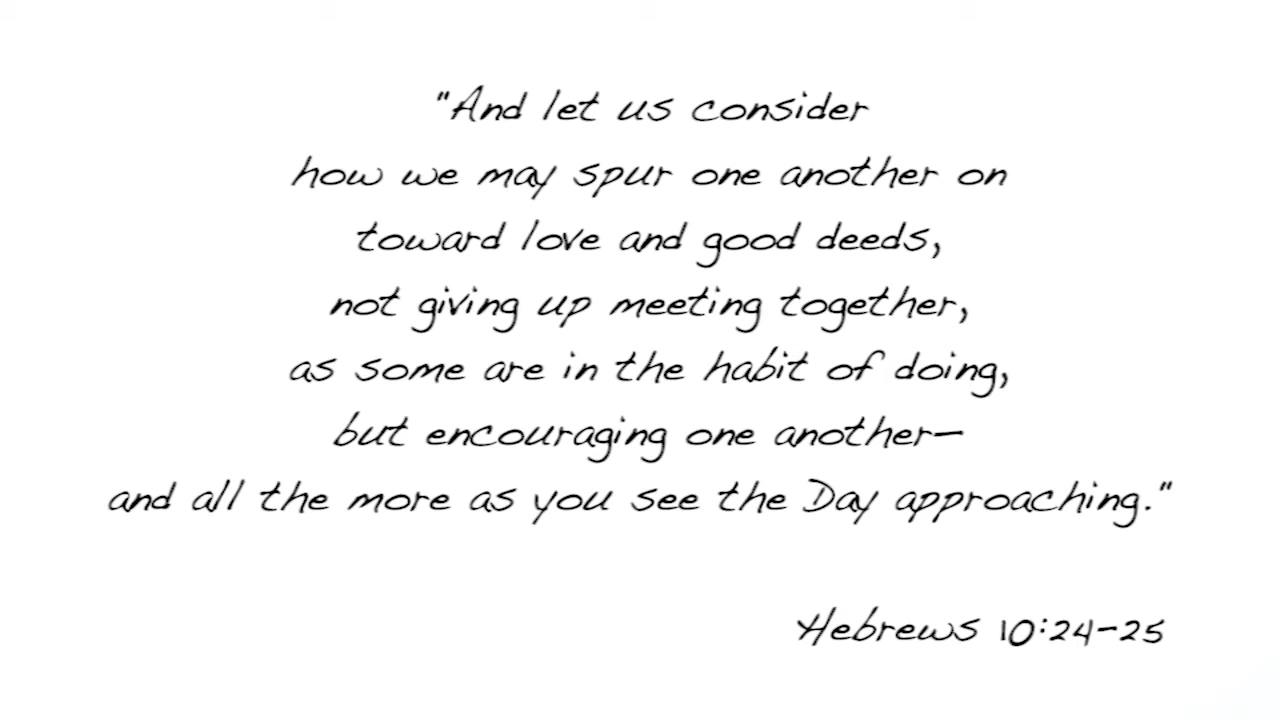 "And let us consider
how we may spur one another on
toward love and good deeds,
not giving up meeting together,
as some are in the habit of doing,
but encouraging one another—
and all the more as you see the Day approaching."
Hebrews 10:24-25